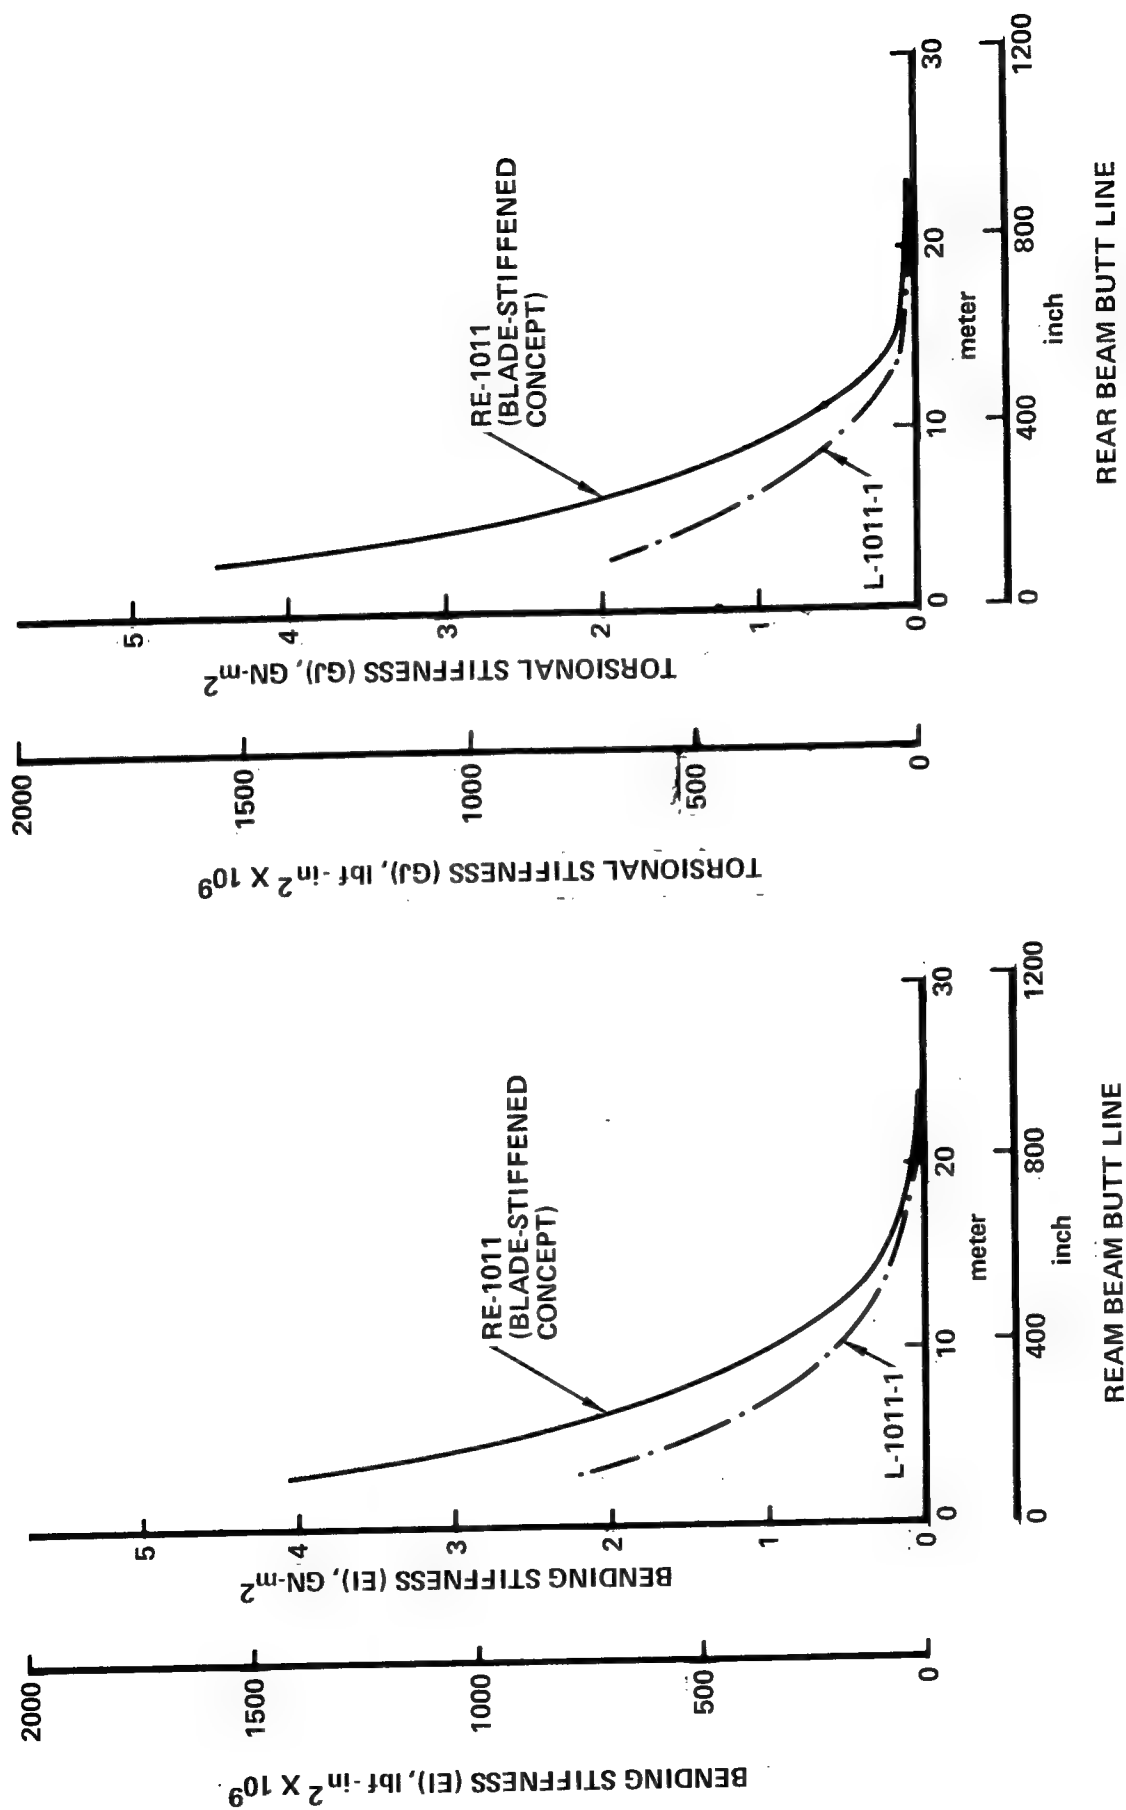 BENDING STIFFNESS (EI), lbf-in² X 10⁹
2000
1500
1000
500
0
BENDING STIFFNESS (EI), GN-m²
5
4
3
2
1
0
RE-1011
(BLADE-STIFFENED
CONCEPT)
L-1011-1
0
10
20
30
meter
0
400
800
1200
inch
REAM BEAM BUTT LINE
TORSIONAL STIFFNESS (GJ), lbf-in² X 10⁹
2000
1500
1000
500
0
TORSIONAL STIFFNESS (GJ), GN-m²
5
4
3
2
1
0
RE-1011
(BLADE-STIFFENED
CONCEPT)
L-1011-1
0
10
20
30
meter
0
400
800
1200
inch
REAR BEAM BUTT LINE